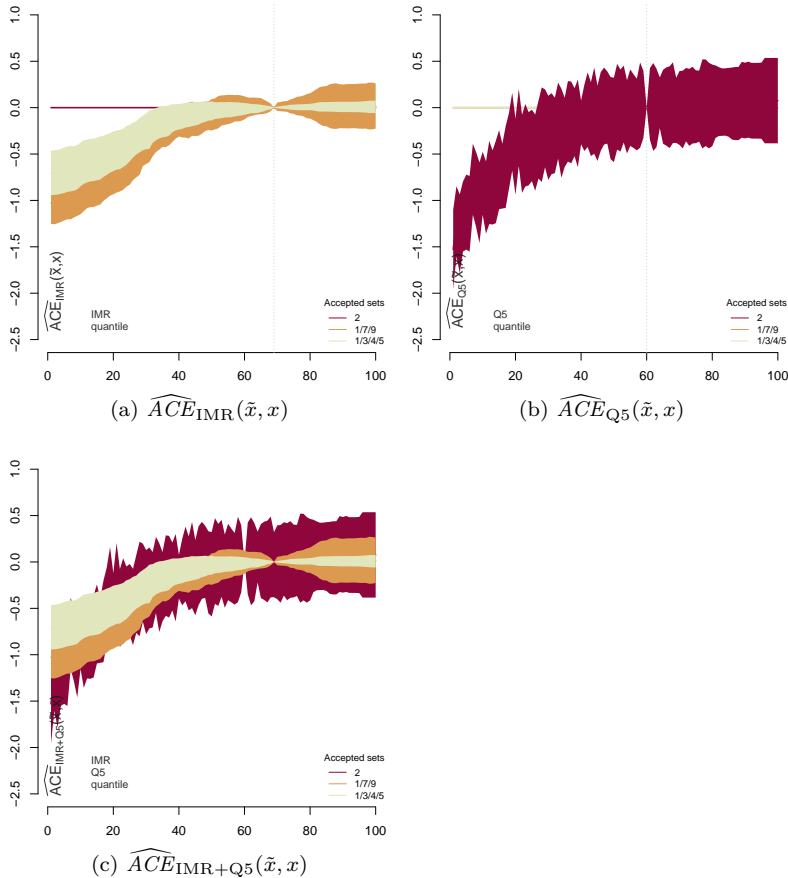 1.0
0.5
0.0
−0.5
−1.0
−1.5
−2.0
−2.5
ACE_IMR(x̃,x)
IMR
quantile
Accepted sets
2
1/7/9
1/3/4/5
0 20 40 60 80 100
(a) ACE_IMR(x̃, x)
1.0
0.5
0.0
−0.5
−1.0
−1.5
−2.0
−2.5
ACE_Q5(x̃,x)
Q5
quantile
Accepted sets
2
1/7/9
1/3/4/5
0 20 40 60 80 100
(b) ACE_Q5(x̃, x)
1.0
0.5
0.0
−0.5
−1.0
−1.5
−2.0
−2.5
ACE_IMR+Q5(x̃,x)
IMR
Q5
quantile
Accepted sets
2
1/7/9
1/3/4/5
0 20 40 60 80 100
(c) ACE_IMR+Q5(x̃, x)